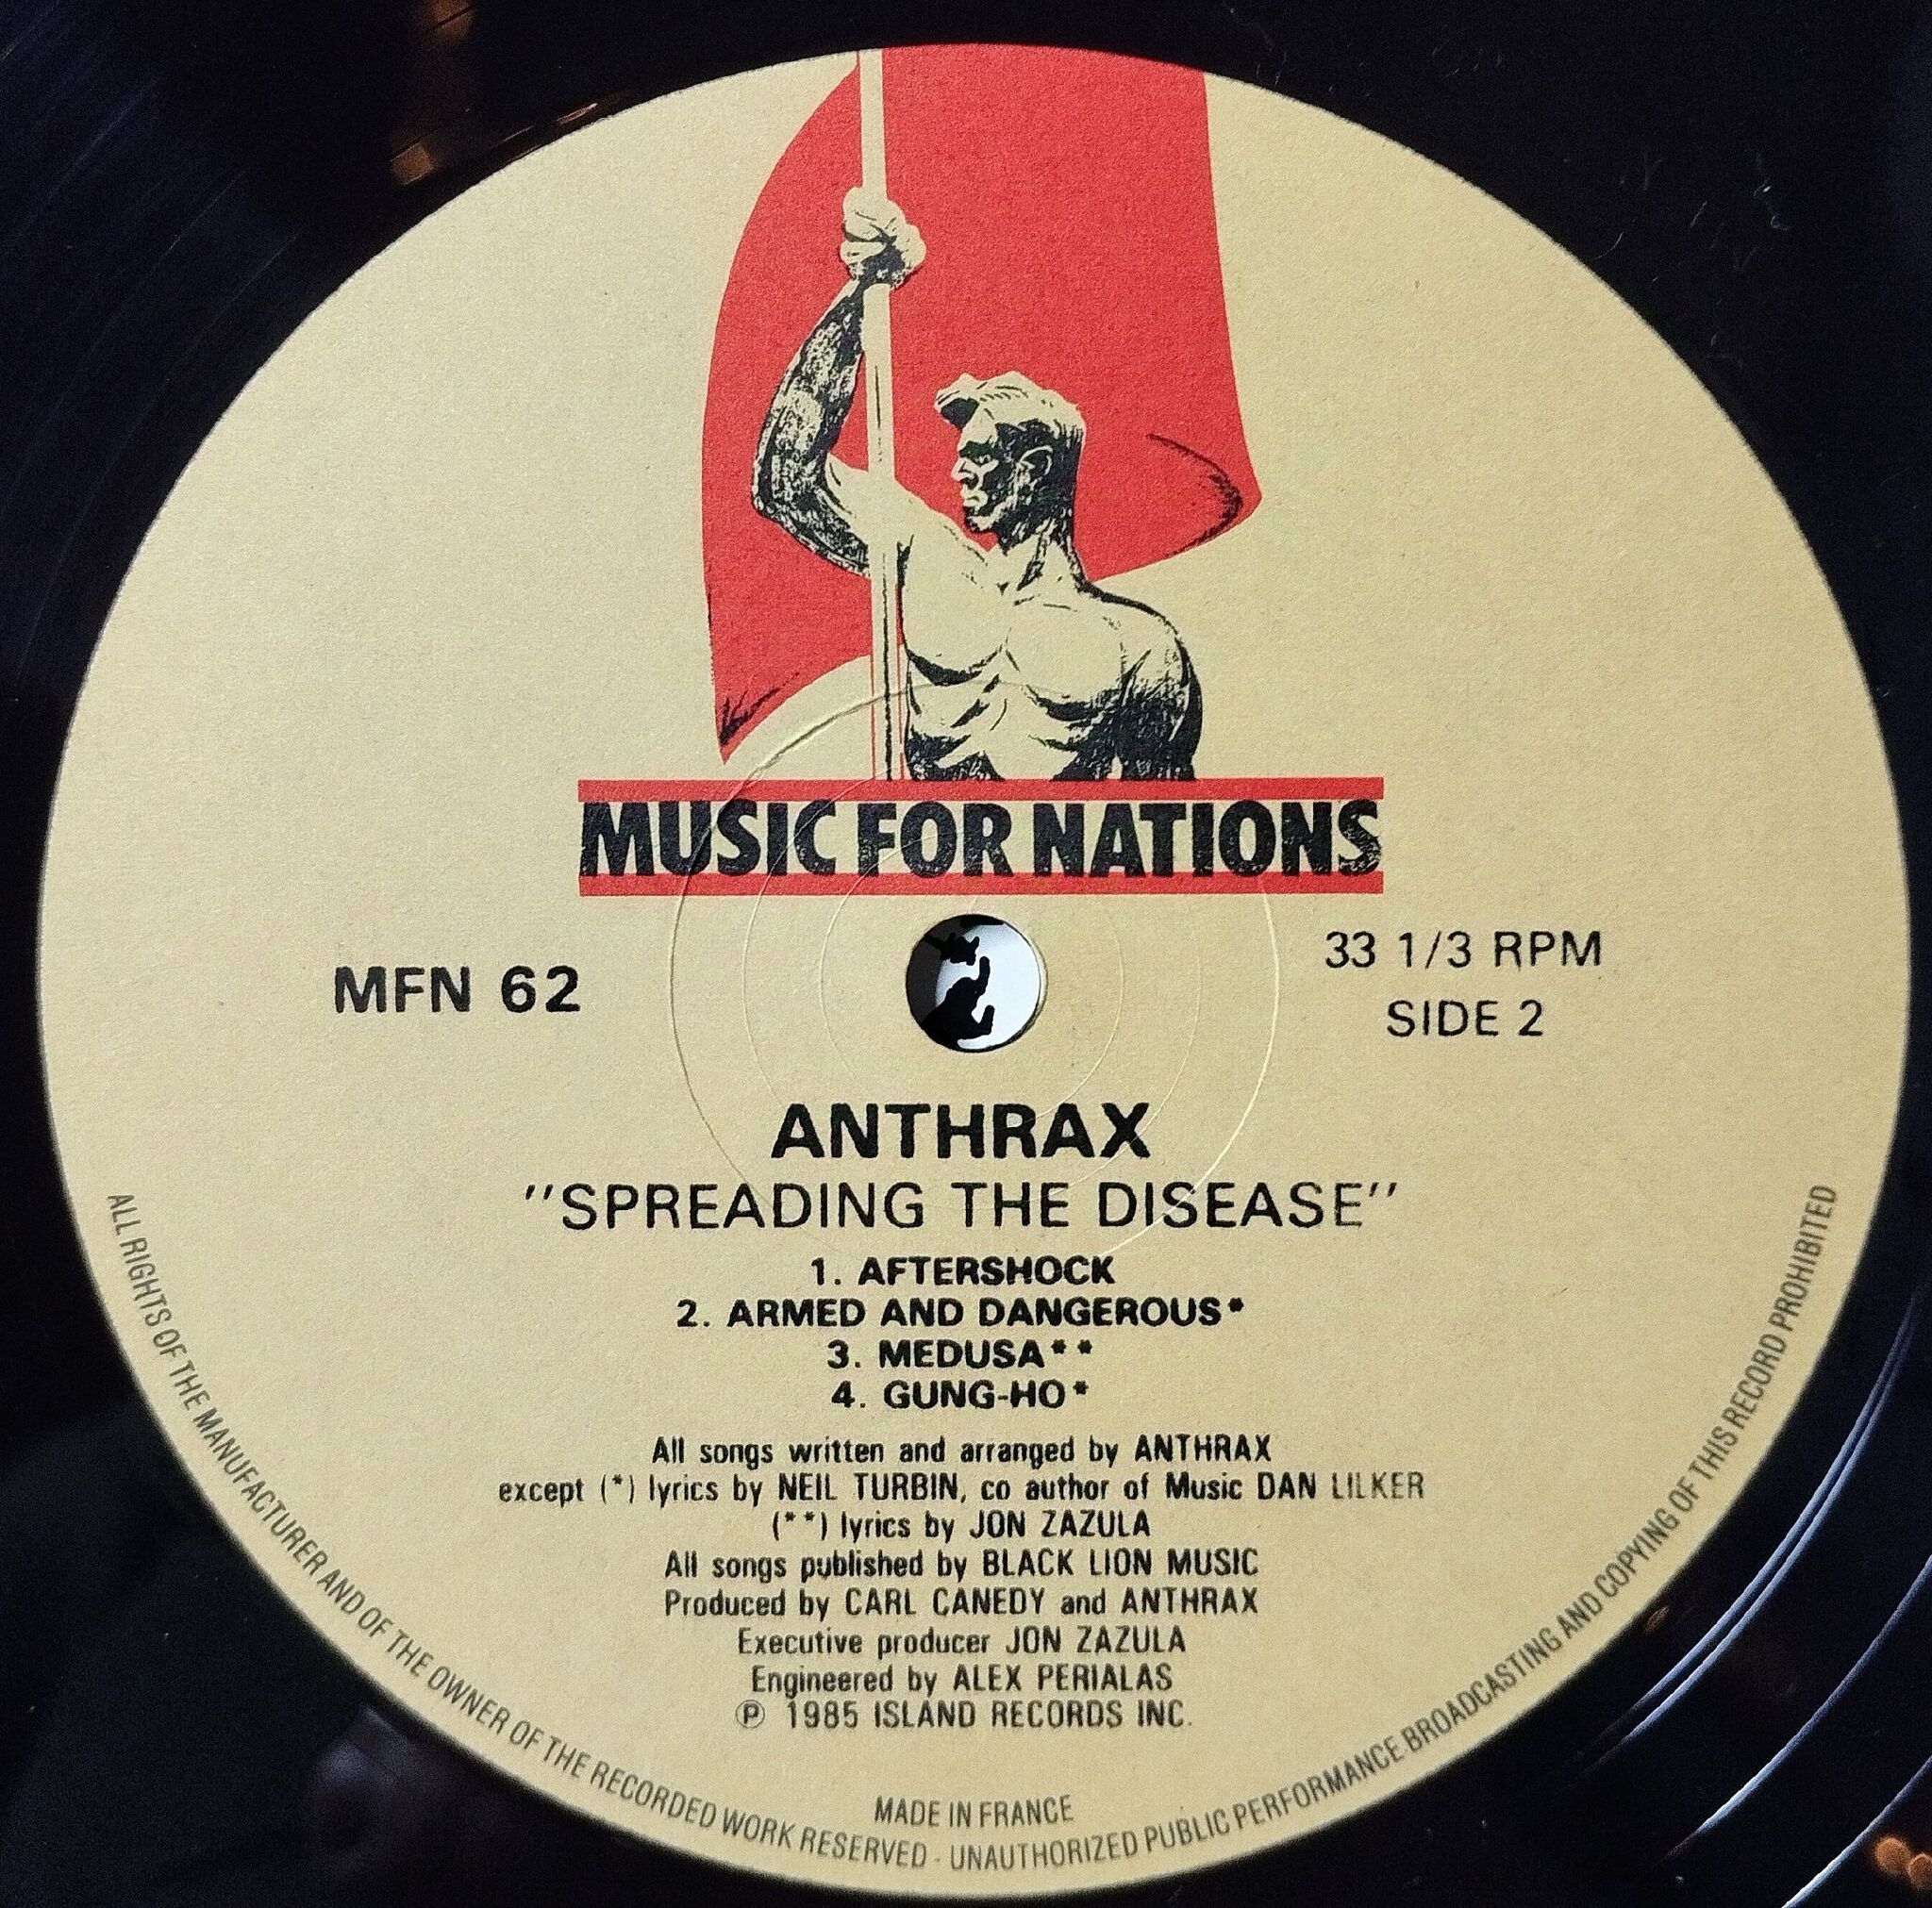 MUSIC FOR NATIONS
MFN 62
33 1/3 RPM
SIDE 2
ANTHRAX
"SPREADING THE DISEASE"
1. AFTERSHOCK
2. ARMED AND DANGEROUS*
3. MEDUSA**
4. GUNG-HO*
All songs written and arranged by ANTHRAX
except (*) lyrics by NEIL TURBIN, co author of Music DAN LILKER
(**) lyrics by JON ZAZULA
All songs published by BLACK LION MUSIC
Produced by CARL CANEDY and ANTHRAX
Executive producer JON ZAZULA
Engineered by ALEX PERIALAS
℗ 1985 ISLAND RECORDS INC.
MADE IN FRANCE
ALL RIGHTS OF THE MANUFACTURER AND OF THE OWNER OF THE RECORDED WORK RESERVED - UNAUTHORIZED PUBLIC PERFORMANCE BROADCASTING AND COPYING OF THIS RECORD PROHIBITED